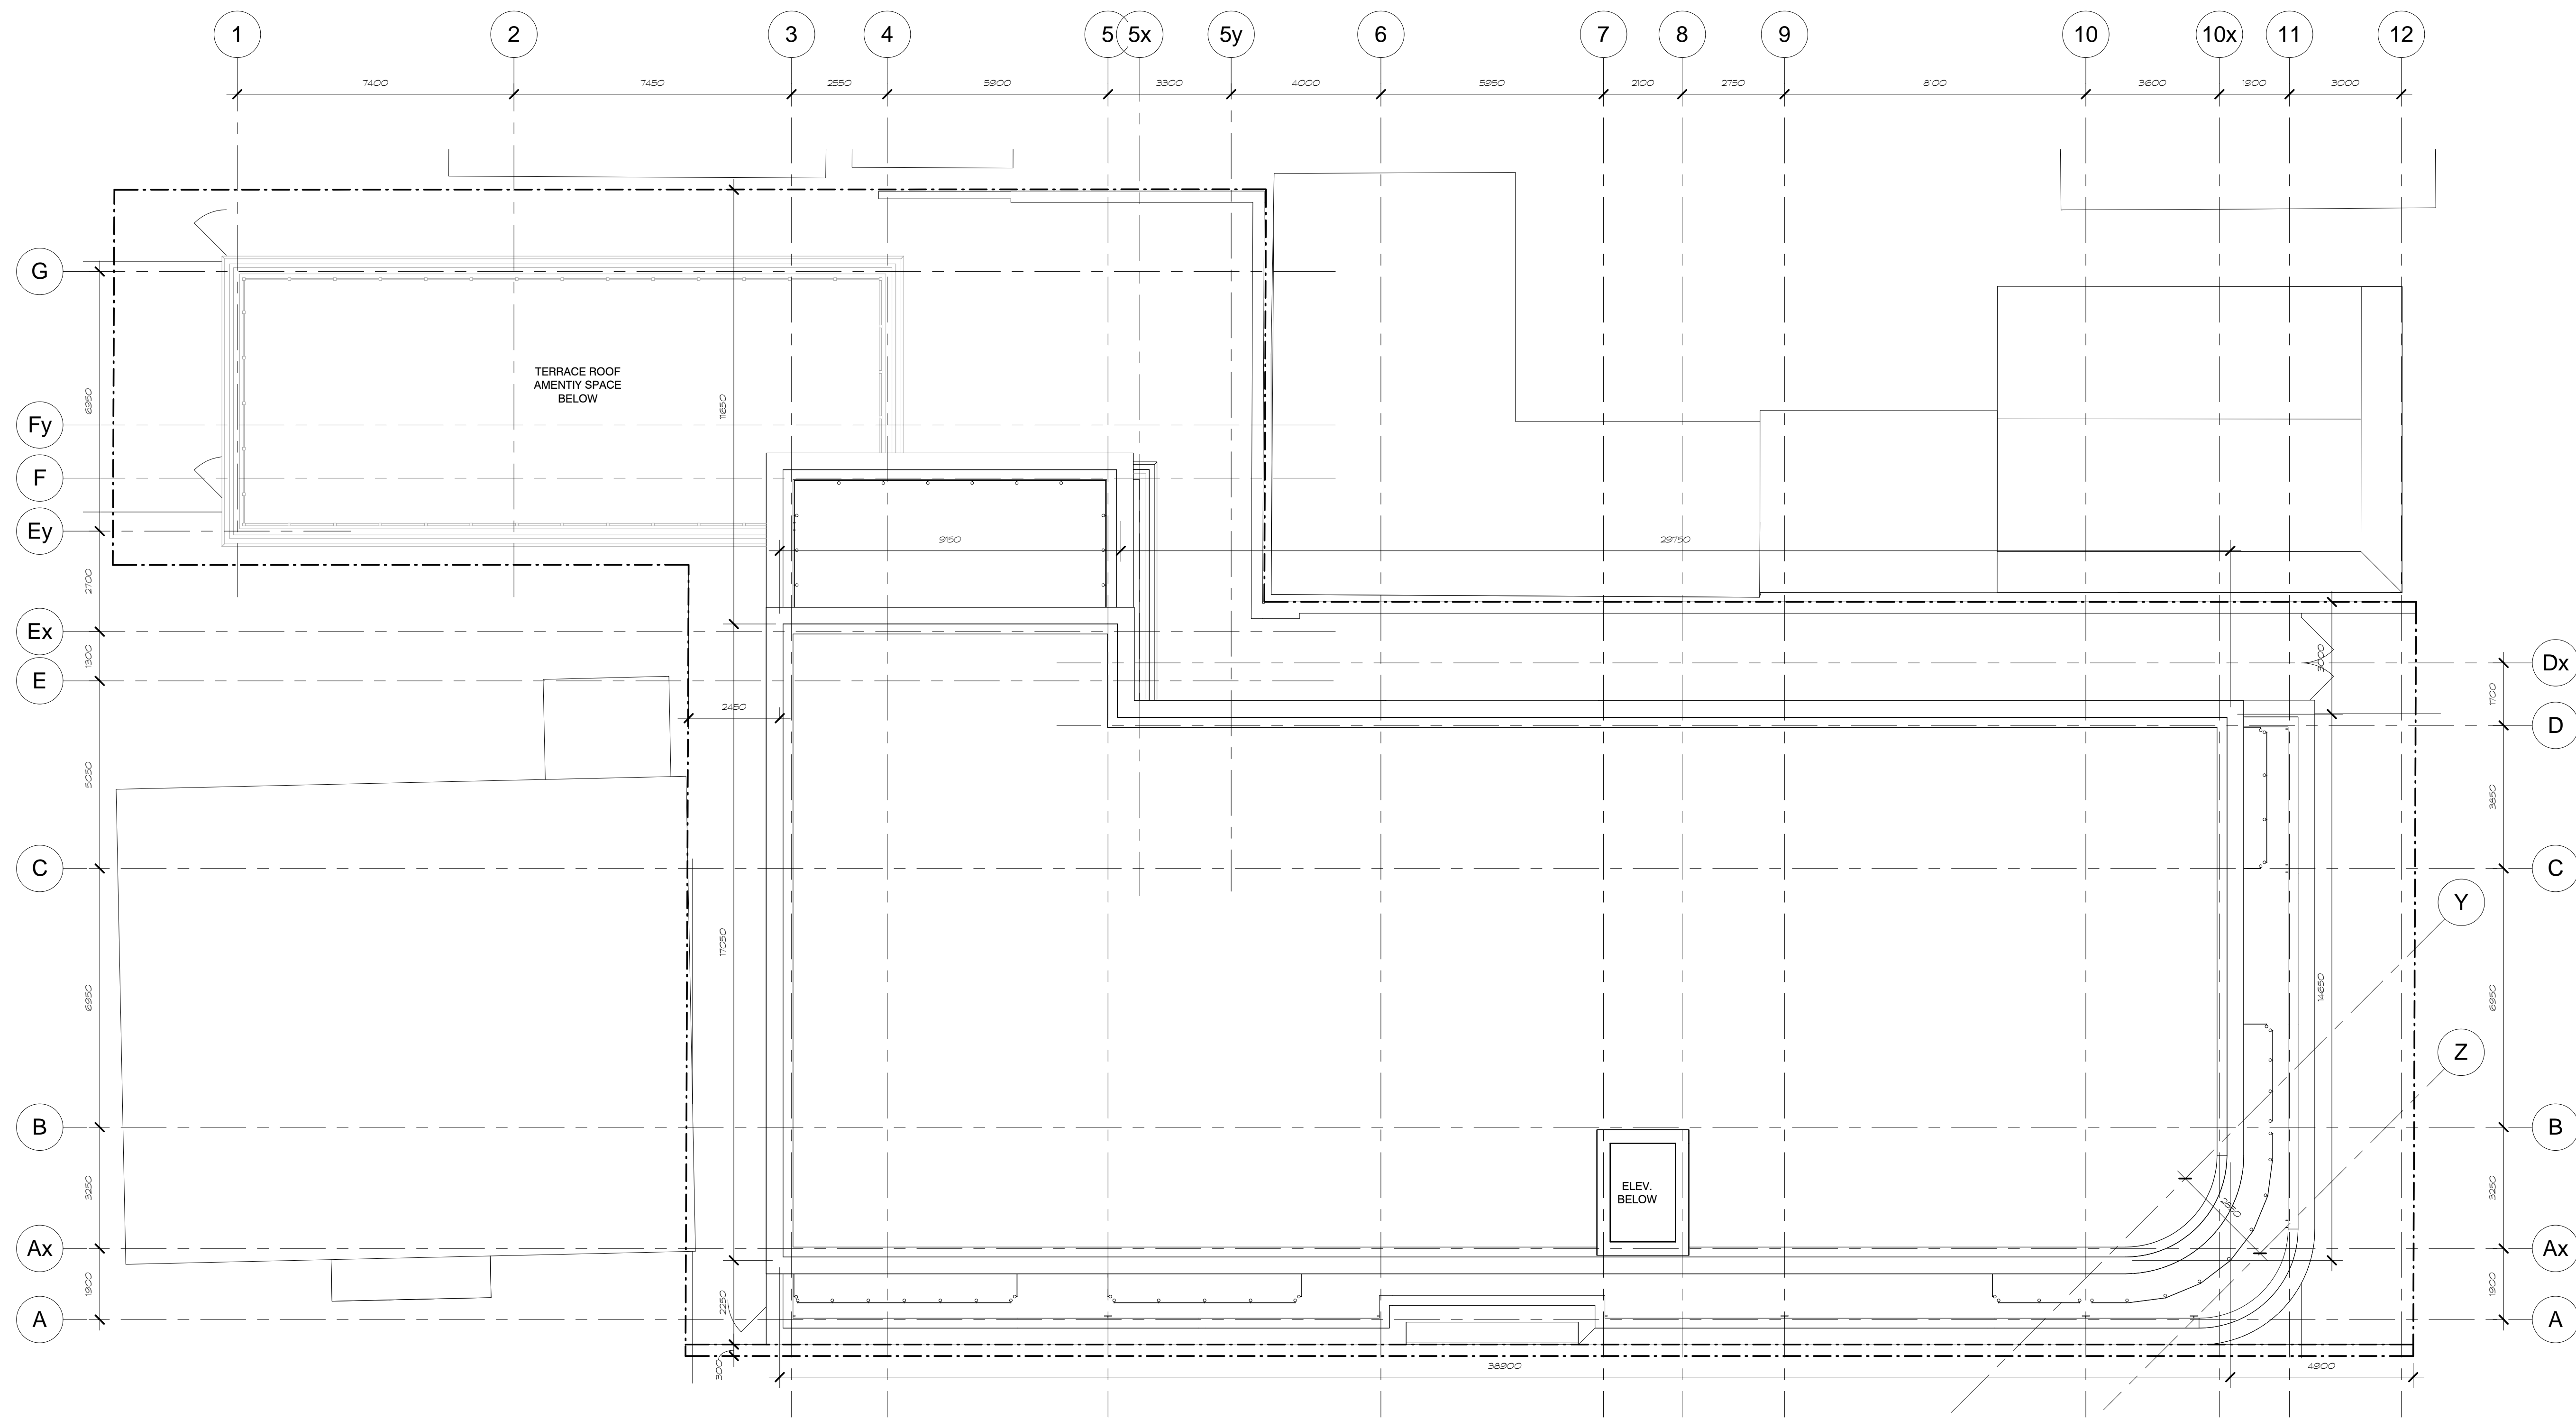 1 2 3 4 5 5x 5y 6 7 8 9 10 10x 11 12
7400 7450 2550 5900 3300 4000 5950 2100 2750 8100 3600 1900 3000
G
TERRACE ROOF
AMENTIY SPACE
BELOW
6950 11650
Fy
F
Ey
9150 29750
2700
Ex
1300 3000
Dx
E
1700
2450
D
5050 3850
C C
Y
17050
6950 14650 6950
Z
B B
ELEV.
BELOW
3250 3250
Ax Ax
1900 2250 1900
A A
300
38900 4900